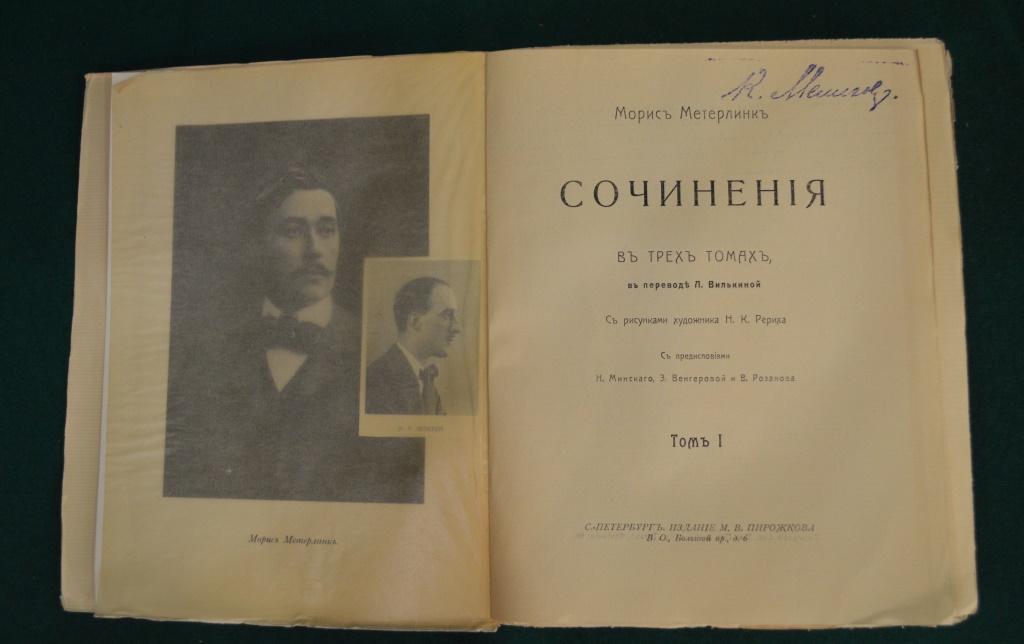 Морисъ Метерлинкъ.
Морисъ Метерлинкъ
СОЧИНЕНІЯ
ВЪ ТРЕХЪ ТОМАХЪ,
въ переводѣ Л. Вилькиной
Съ рисунками художника Н. К. Рериха
Съ предисловіями
Н. Минскаго, З. Венгеровой и В. Розанова
Томъ I
С.-ПЕТЕРБУРГЪ. ИЗДАНІЕ М. В. ПИРОЖКОВА
В. О., Большой пр., д. 6